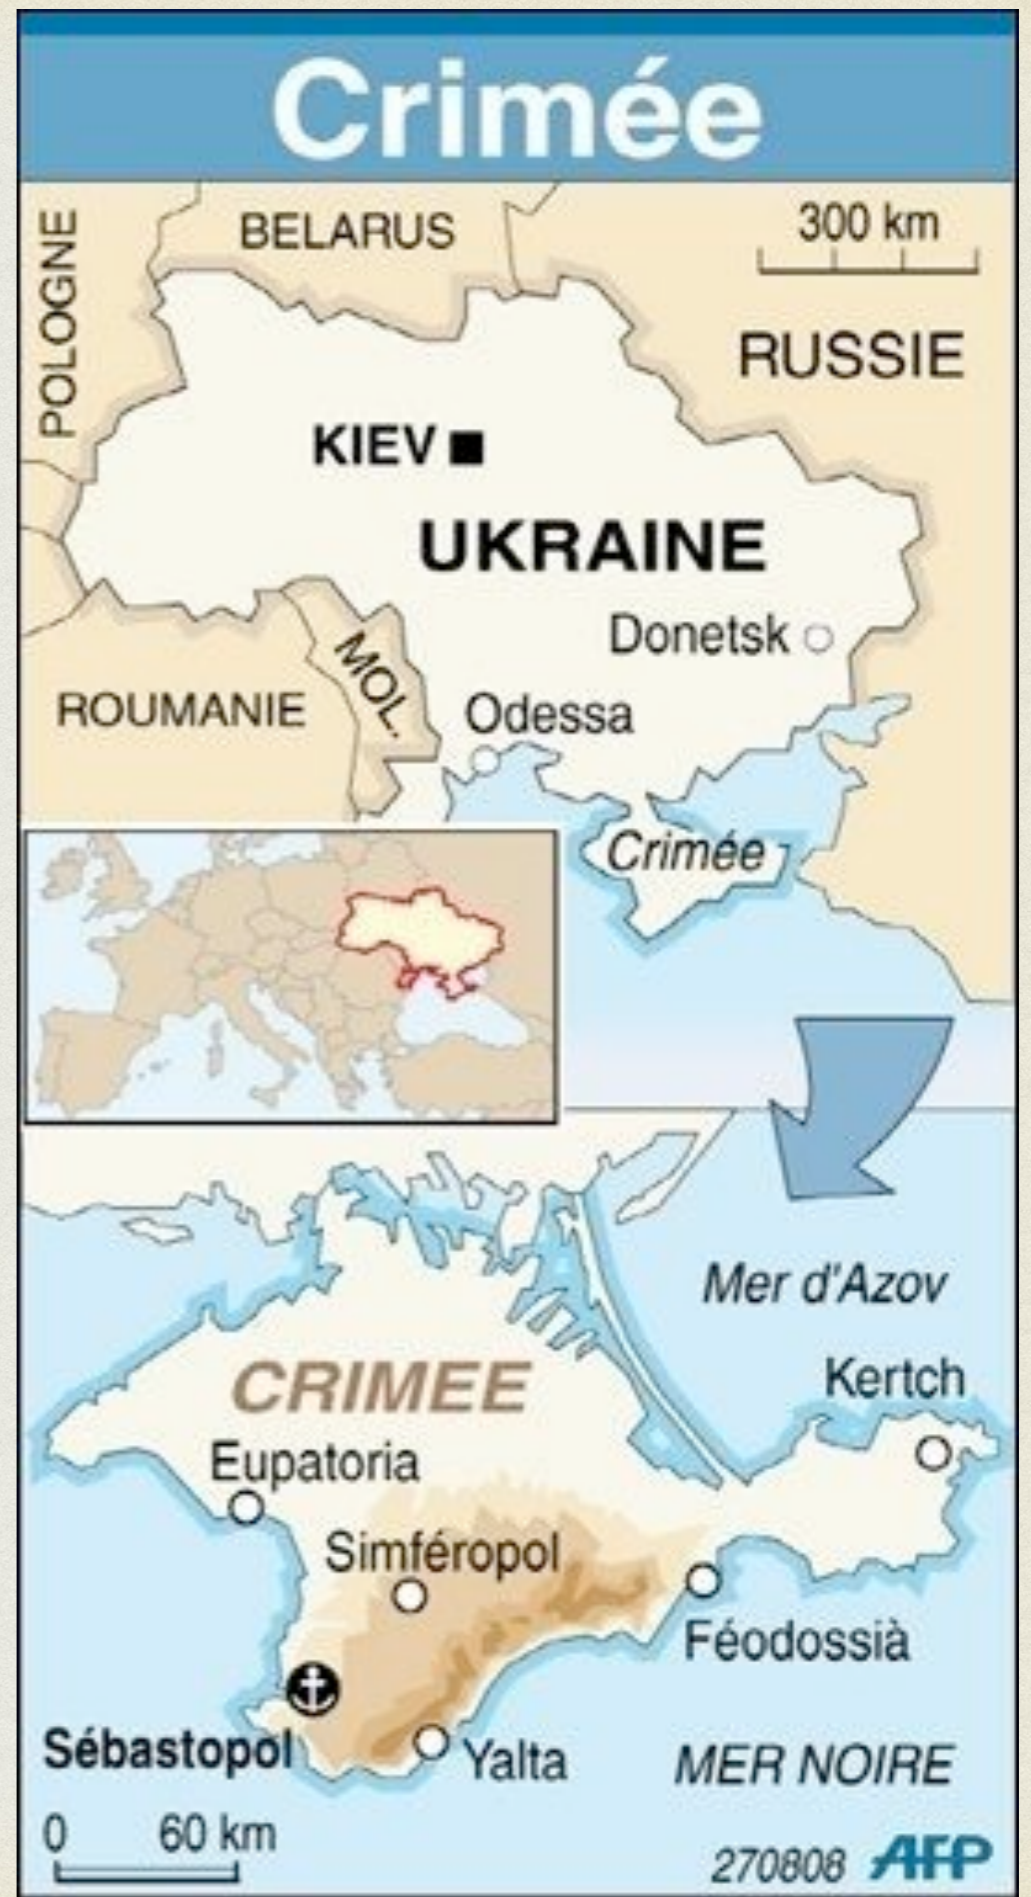 Crimée
POLOGNE
BELARUS
300 km
RUSSIE
KIEV
UKRAINE
Donetsk
MOL.
ROUMANIE
Odessa
Crimée
Mer d'Azov
Kertch
CRIMEE
Eupatoria
Simféropol
Féodossià
Sébastopol
Yalta
MER NOIRE
0 60 km
270808 AFP